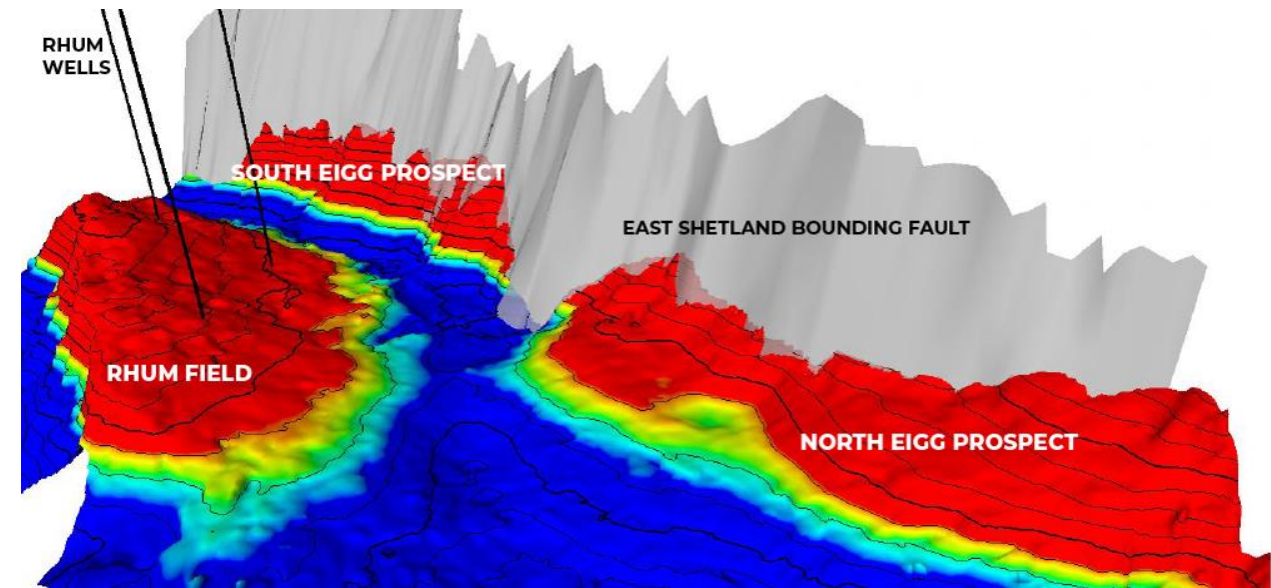 RHUM
WELLS
SOUTH EIGG PROSPECT
EAST SHETLAND BOUNDING FAULT
RHUM FIELD
NORTH EIGG PROSPECT